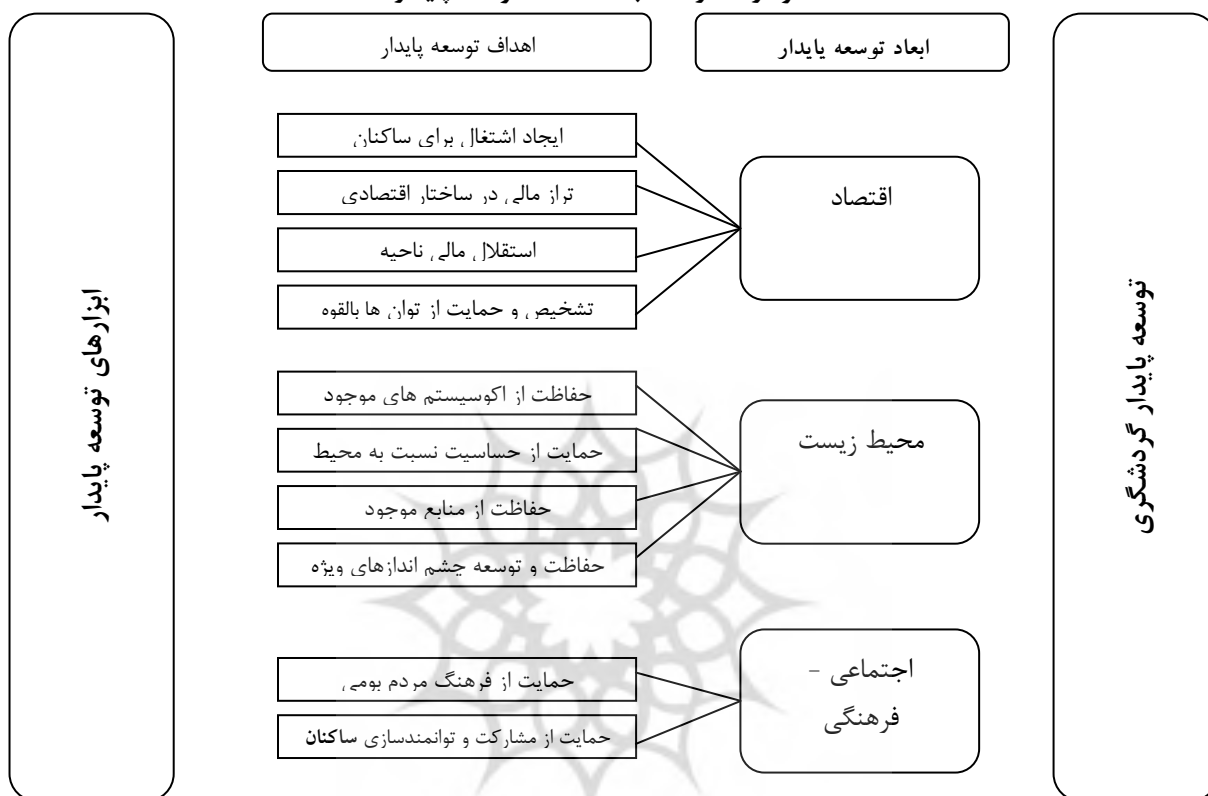 توسعه پایدار گردشگری
ابعاد توسعه پایدار
اهداف توسعه پایدار
اقتصاد
ایجاد اشتغال برای ساکنان
تراز مالی در ساختار اقتصادی
استقلال مالی ناحیه
تشخیص و حمایت از توان ها بالقوه
محیط زیست
حفاظت از اکوسیستم های موجود
حمایت از حساسیت نسبت به محیط
حفاظت از منابع موجود
حفاظت و توسعه چشم اندازهای ویژه
اجتماعی -
فرهنگی
حمایت از فرهنگ مردم بومی
حمایت از مشارکت و توانمندسازی ساکنان
ابزارهای توسعه پایدار